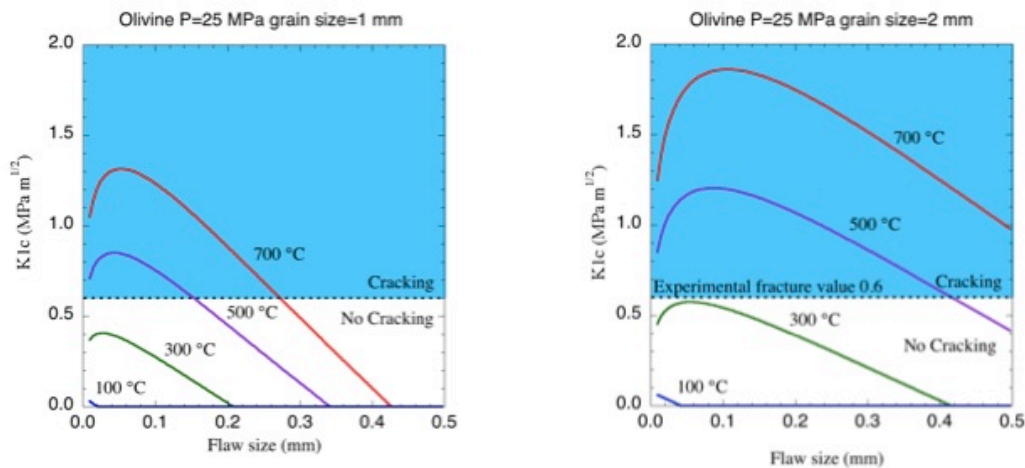 Olivine P=25 MPa grain size=1 mm
2.0
1.5
1.0
0.5
0.0
K1c (MPa m1/2)
700 °C
Cracking
500 °C
No Cracking
300 °C
100 °C
0.0 0.1 0.2 0.3 0.4 0.5
Flaw size (mm)
Olivine P=25 MPa grain size=2 mm
2.0
1.5
1.0
0.5
0.0
K1c (MPa m1/2)
700 °C
500 °C
Cracking
Experimental fracture value 0.6
300 °C
No Cracking
100 °C
0.0 0.1 0.2 0.3 0.4 0.5
Flaw size (mm)